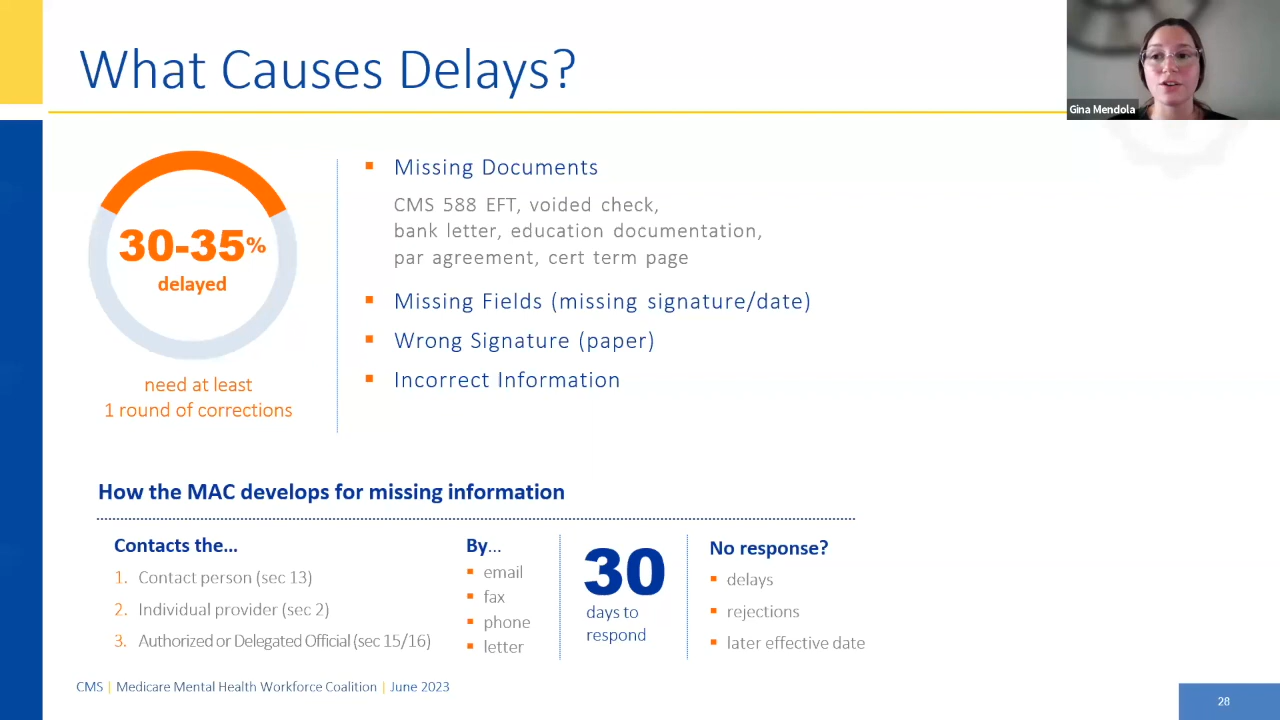 What Causes Delays?
Gina Mendola
30-35%
delayed
need at least
1 round of corrections
▪ Missing Documents
CMS 588 EFT, voided check,
bank letter, education documentation,
par agreement, cert term page
▪ Missing Fields (missing signature/date)
▪ Wrong Signature (paper)
▪ Incorrect Information
How the MAC develops for missing information
Contacts the...
1. Contact person (sec 13)
2. Individual provider (sec 2)
3. Authorized or Delegated Official (sec 15/16)
By...
▪ email
▪ fax
▪ phone
▪ letter
30
days to
respond
No response?
▪ delays
▪ rejections
▪ later effective date
CMS | Medicare Mental Health Workforce Coalition | June 2023
28